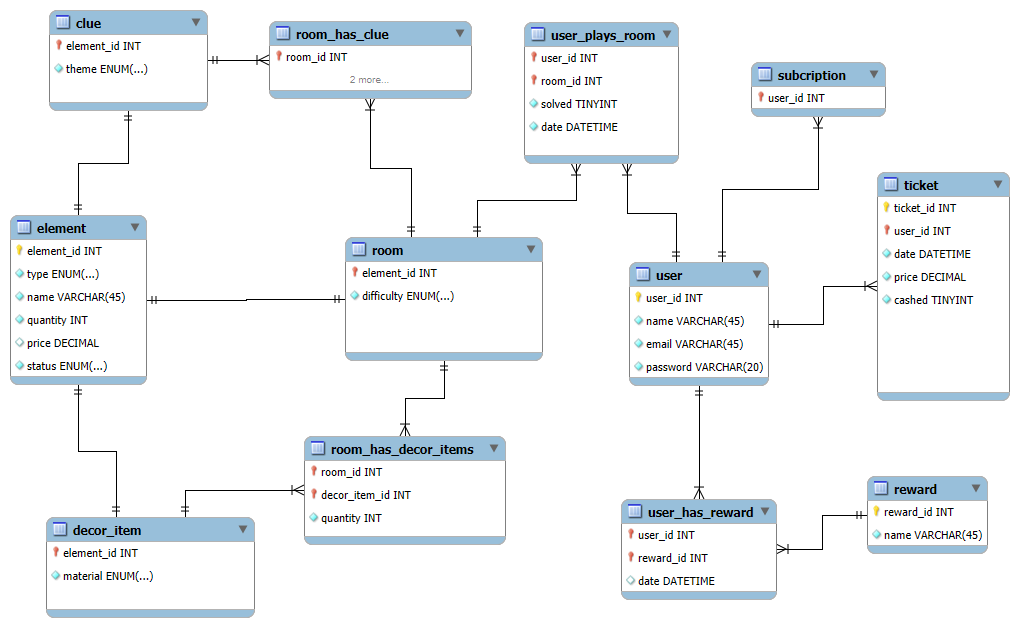 clue
element_id INT
theme ENUM(...)
room_has_clue
room_id INT
2 more...
user_plays_room
user_id INT
room_id INT
solved TINYINT
date DATETIME
subcription
user_id INT
ticket
ticket_id INT
user_id INT
date DATETIME
price DECIMAL
cashed TINYINT
element
element_id INT
type ENUM(...)
name VARCHAR(45)
quantity INT
price DECIMAL
status ENUM(...)
room
element_id INT
difficulty ENUM(...)
user
user_id INT
name VARCHAR(45)
email VARCHAR(45)
password VARCHAR(20)
room_has_decor_items
room_id INT
decor_item_id INT
quantity INT
decor_item
element_id INT
material ENUM(...)
user_has_reward
user_id INT
reward_id INT
date DATETIME
reward
reward_id INT
name VARCHAR(45)